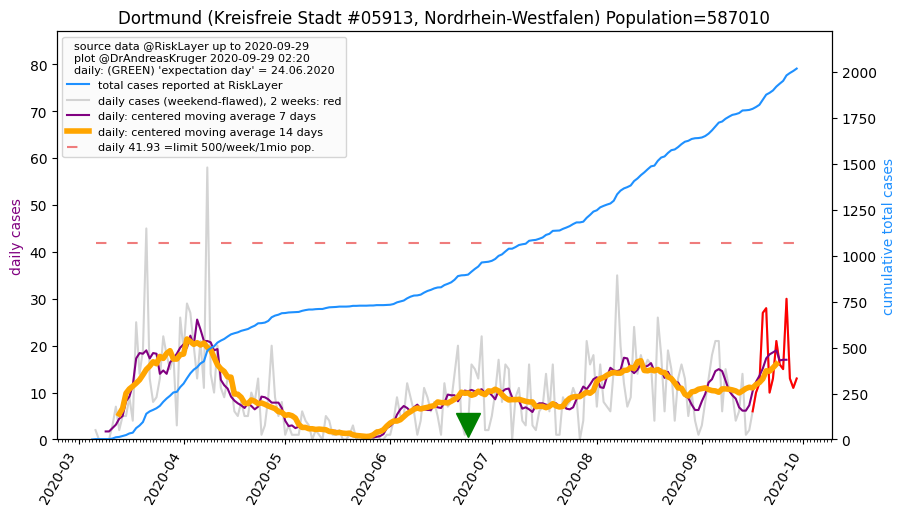 Dortmund (Kreisfreie Stadt #05913, Nordrhein-Westfalen) Population=587010
source data @RiskLayer up to 2020-09-29
plot @DrAndreasKruger 2020-09-29 02:20
daily: (GREEN) 'expectation day' = 24.06.2020
total cases reported at RiskLayer
daily cases (weekend-flawed), 2 weeks: red
daily: centered moving average 7 days
daily: centered moving average 14 days
daily 41.93 =limit 500/week/1mio pop.
daily cases
80
70
60
50
40
30
20
10
0
2000
1750
1500
1250
1000
750
500
250
0
cumulative total cases
2020-03
2020-04
2020-05
2020-06
2020-07
2020-08
2020-09
2020-10